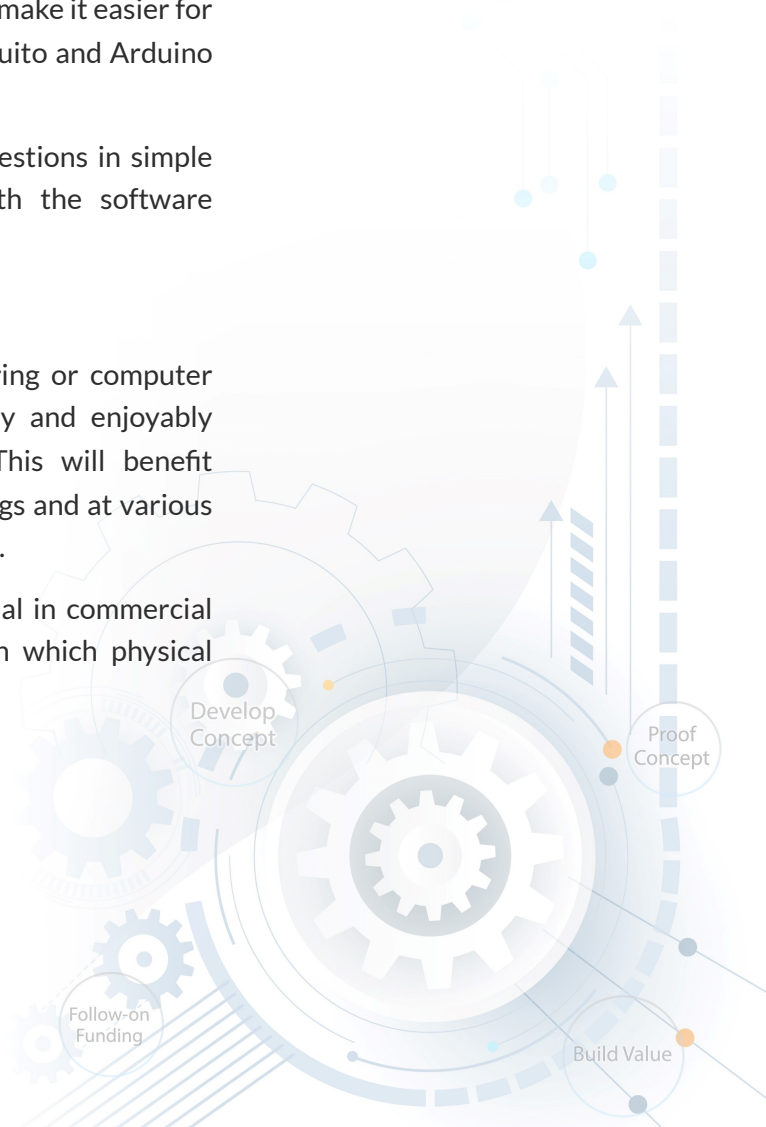 make it easier for
uito and Arduino
estions in simple
th the software
ing or computer
y and enjoyably
This will benefit
gs and at various
.
al in commercial
n which physical
Develop
Concept
Proof
Concept
Follow-on
Funding
Build Value